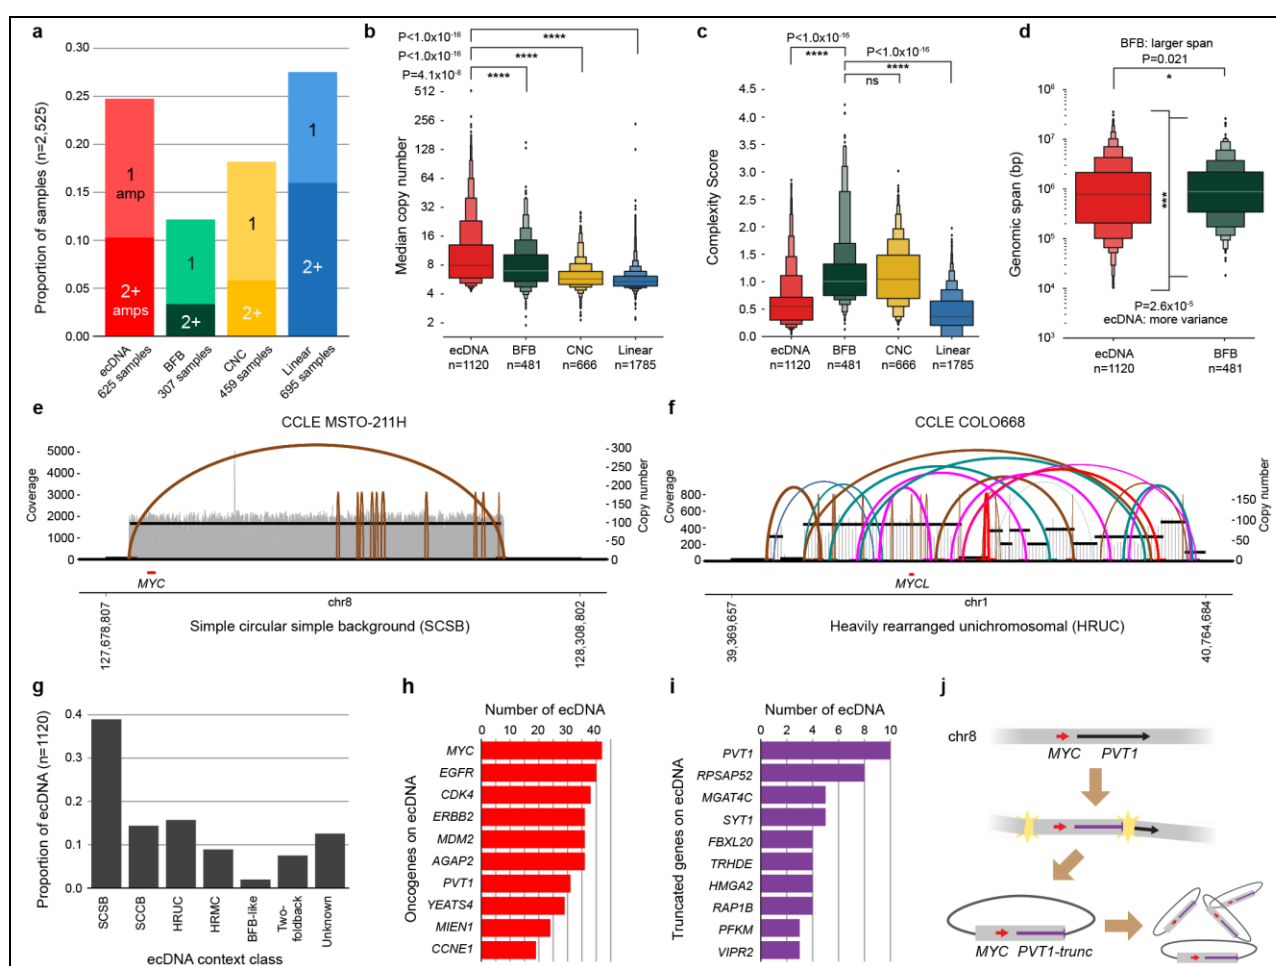 a
0.30
0.25
0.20
0.15
0.10
0.05
0.00
Proportion of samples (n=2,525)
1
amp
2+
amps
1
2+
1
2+
1
2+
ecDNA
625 samples
BFB
307 samples
CNC
459 samples
Linear
695 samples
b
P<1.0x10⁻¹⁶
****
P<1.0x10⁻¹⁶
****
P=4.1x10⁻⁸
****
512
256
128
64
32
16
8
4
2
Median copy number
ecDNA
n=1120
BFB
n=481
CNC
n=666
Linear
n=1785
c
P<1.0x10⁻¹⁶
****
P<1.0x10⁻¹⁶
****
ns
4.5
4.0
3.5
3.0
2.5
2.0
1.5
1.0
0.5
0.0
Complexity Score
ecDNA
n=1120
BFB
n=481
CNC
n=666
Linear
n=1785
d
BFB: larger span
P=0.021
*
10⁸
10⁷
10⁶
10⁵
10⁴
10³
Genomic span (bp)
***
P=2.6x10⁻⁵
ecDNA: more variance
ecDNA
n=1120
BFB
n=481
e
CCLE MSTO-211H
5000
4000
3000
2000
1000
0
Coverage
300
250
200
150
100
50
0
Copy number
MYC
chr8
127,678,807
Simple circular simple background (SCSB)
128,308,802
f
CCLE COLO668
800
600
400
200
0
Coverage
150
100
50
0
Copy number
MYCL
chr1
39,369,657
Heavily rearranged unichromosomal (HRUC)
40,764,684
g
0.4
0.3
0.2
0.1
0.0
Proportion of ecDNA (n=1120)
SCSB
SCCB
HRUC
HRMC
BFB-like
Two-
foldback
Unknown
ecDNA context class
h
Number of ecDNA
0 10 20 30 40
Oncogenes on ecDNA
MYC
EGFR
CDK4
ERBB2
MDM2
AGAP2
PVT1
YEATS4
MIEN1
CCNE1
i
Number of ecDNA
0 2 4 6 8 10
Truncated genes on ecDNA
PVT1
RPSAP52
MGAT4C
SYT1
FBXL20
TRHDE
HMGA2
RAP1B
PFKM
VIPR2
j
chr8
MYC PVT1
MYC PVT1-trunc